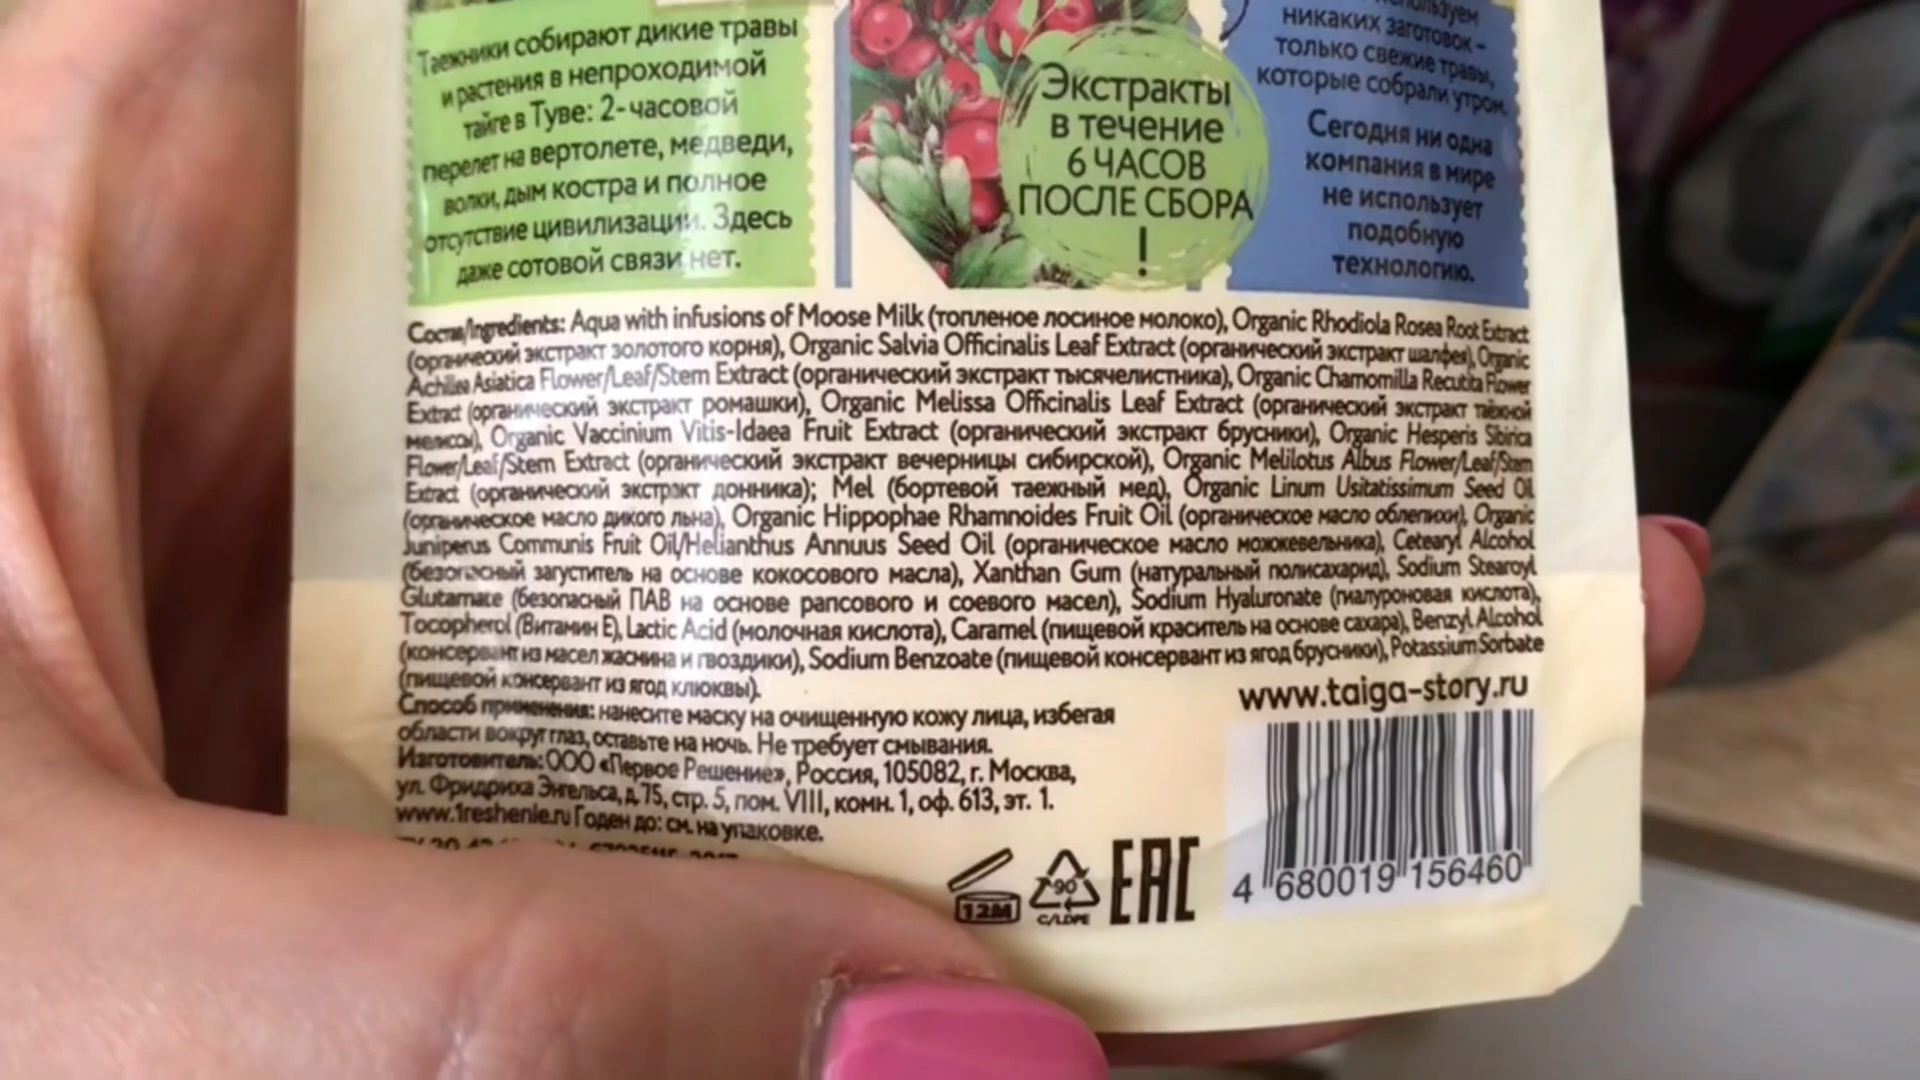 Таежники собирают дикие травы
и растения в непроходимой
тайге в Туве: 2-часовой
перелет на вертолете, медведи,
волки, дым костра и полное
отсутствие цивилизации. Здесь
даже сотовой связи нет.
Экстракты
в течение
6 ЧАСОВ
ПОСЛЕ СБОРА
!
никаких заготовок –
только свежие травы,
которые собрали утром.
Сегодня ни одна
компания в мире
не использует
подобную
технологию.
Состав/Ingredients: Aqua with infusions of Moose Milk (топленое лосиное молоко), Organic Rhodiola Rosea Root Extract
(органический экстракт золотого корня), Organic Salvia Officinalis Leaf Extract (органический экстракт шалфея), Organic
Achillea Asiatica Flower/Leaf/Stem Extract (органический экстракт тысячелистника), Organic Chamomilla Recutita Flower
Extract (органический экстракт ромашки), Organic Melissa Officinalis Leaf Extract (органический экстракт таёжной
мелиссы), Organic Vaccinium Vitis-Idaea Fruit Extract (органический экстракт брусники), Organic Hesperis Sibirica
Flower/Leaf/Stem Extract (органический экстракт вечерницы сибирской), Organic Melilotus Albus Flower/Leaf/Stem
Extract (органический экстракт донника); Mel (бортевой таежный мед), Organic Linum Usitatissimum Seed Oil
(органическое масло дикого льна), Organic Hippophae Rhamnoides Fruit Oil (органическое масло облепихи), Organic
Juniperus Communis Fruit Oil/Helianthus Annuus Seed Oil (органическое масло можжевельника), Cetearyl Alcohol
(безопасный загуститель на основе кокосового масла), Xanthan Gum (натуральный полисахарид), Sodium Stearoyl
Glutamate (безопасный ПАВ на основе рапсового и соевого масел), Sodium Hyaluronate (гиалуроновая кислота),
Tocopherol (Витамин Е), Lactic Acid (молочная кислота), Caramel (пищевой краситель на основе сахара), Benzyl Alcohol
(консервант из масел жасмина и гвоздики), Sodium Benzoate (пищевой консервант из ягод брусники), Potassium Sorbate
(пищевой консервант из ягод клюквы).
Способ применения: нанесите маску на очищенную кожу лица, избегая
области вокруг глаз, оставьте на ночь. Не требует смывания.
Изготовитель: ООО «Первое Решение», Россия, 105082, г. Москва,
ул. Фридриха Энгельса, д. 75, стр. 5, пом. VIII, комн. 1, оф. 613, эт. 1.
www.1reshenie.ru Годен до: см. на упаковке.
www.taiga-story.ru
12M
90
C/LDPE
EAC
4 680019 156460